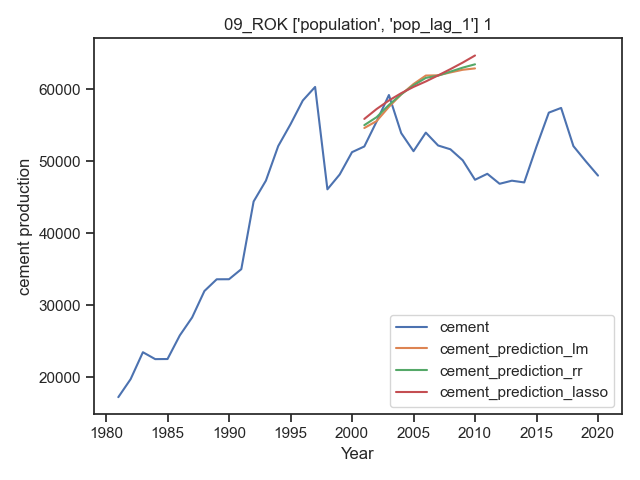 09_ROK ['population', 'pop_lag_1'] 1
cement production
60000
50000
40000
30000
20000
1980
1985
1990
1995
2000
2005
2010
2015
2020
Year
cement
cement_prediction_lm
cement_prediction_rr
cement_prediction_lasso